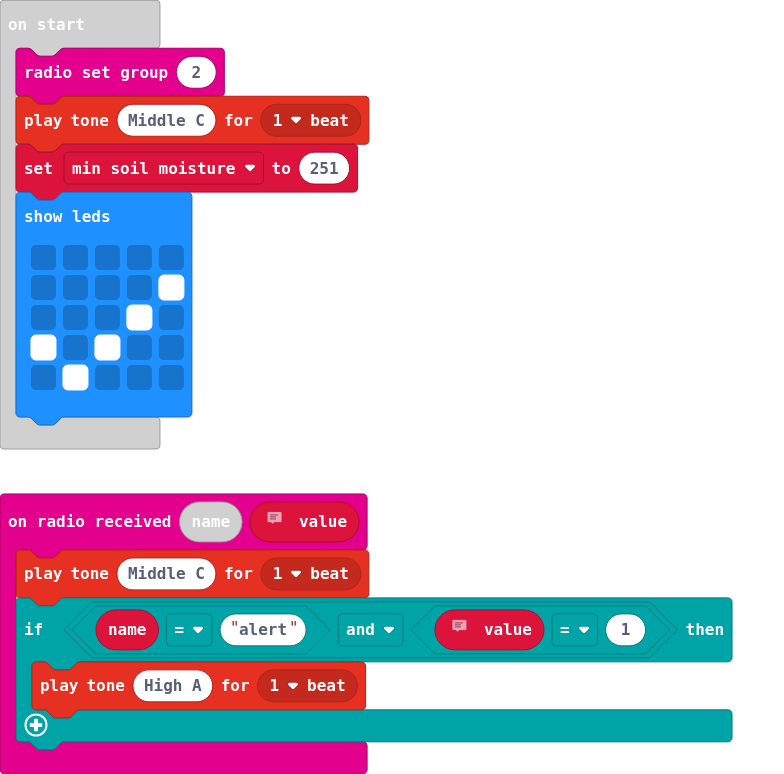 on start
radio set group 2
play tone Middle C for 1 beat
set min soil moisture to 251
show leds
on radio received name value
play tone Middle C for 1 beat
if name = "alert" and value = 1 then
play tone High A for 1 beat